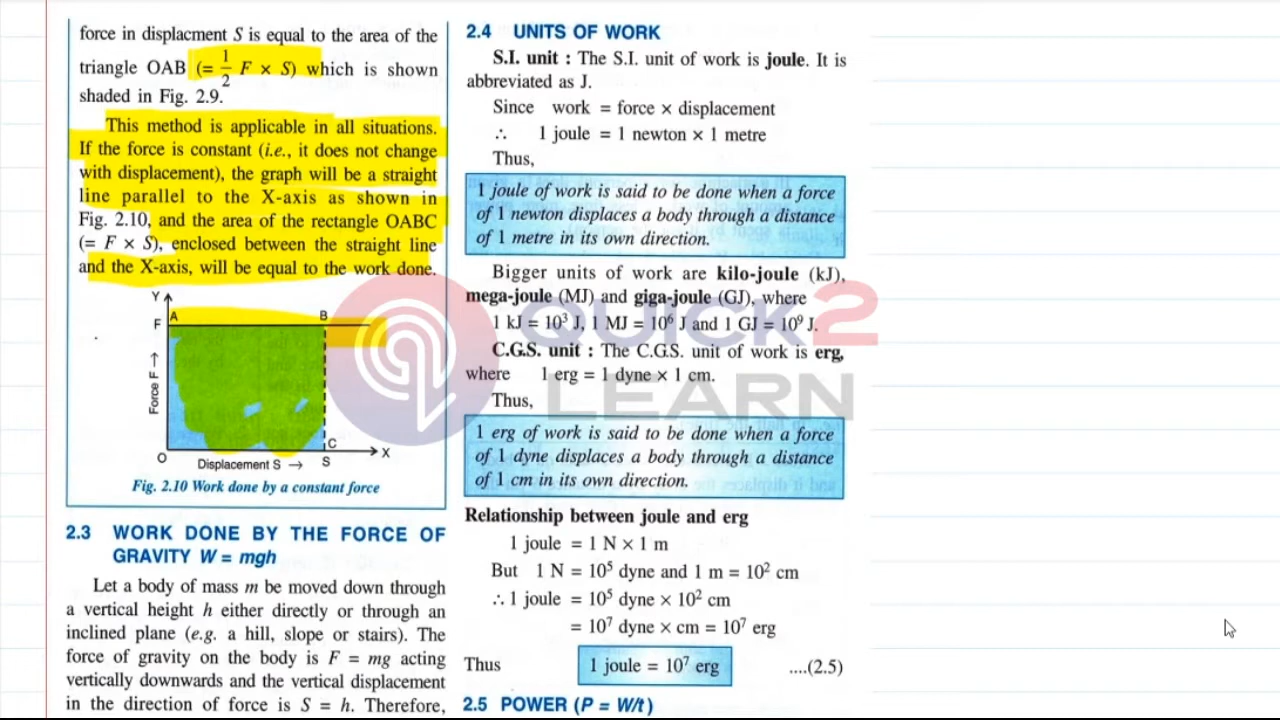 force in displacment S is equal to the area of the
triangle OAB (= 1/2 F × S) which is shown
shaded in Fig. 2.9.
This method is applicable in all situations.
If the force is constant (i.e., it does not change
with displacement), the graph will be a straight
line parallel to the X-axis as shown in
Fig. 2.10, and the area of the rectangle OABC
(= F × S), enclosed between the straight line
and the X-axis, will be equal to the work done.
Y
F
A
B
Force F →
C
O
X
Displacement S →
S
Fig. 2.10 Work done by a constant force
2.3 WORK DONE BY THE FORCE OF
GRAVITY W = mgh
Let a body of mass m be moved down through
a vertical height h either directly or through an
inclined plane (e.g. a hill, slope or stairs). The
force of gravity on the body is F = mg acting
vertically downwards and the vertical displacement
in the direction of force is S = h. Therefore,
2.4 UNITS OF WORK
S.I. unit : The S.I. unit of work is joule. It is
abbreviated as J.
Since work = force × displacement
∴ 1 joule = 1 newton × 1 metre
Thus,
1 joule of work is said to be done when a force
of 1 newton displaces a body through a distance
of 1 metre in its own direction.
Bigger units of work are kilo-joule (kJ),
mega-joule (MJ) and giga-joule (GJ), where
1 kJ = 10³ J, 1 MJ = 10⁶ J and 1 GJ = 10⁹ J.
C.G.S. unit : The C.G.S. unit of work is erg,
where 1 erg = 1 dyne × 1 cm.
Thus,
1 erg of work is said to be done when a force
of 1 dyne displaces a body through a distance
of 1 cm in its own direction.
Relationship between joule and erg
1 joule = 1 N × 1 m
But 1 N = 10⁵ dyne and 1 m = 10² cm
∴ 1 joule = 10⁵ dyne × 10² cm
= 10⁷ dyne × cm = 10⁷ erg
Thus 1 joule = 10⁷ erg ....(2.5)
2.5 POWER (P = W/t)
QUICK2
LEARN